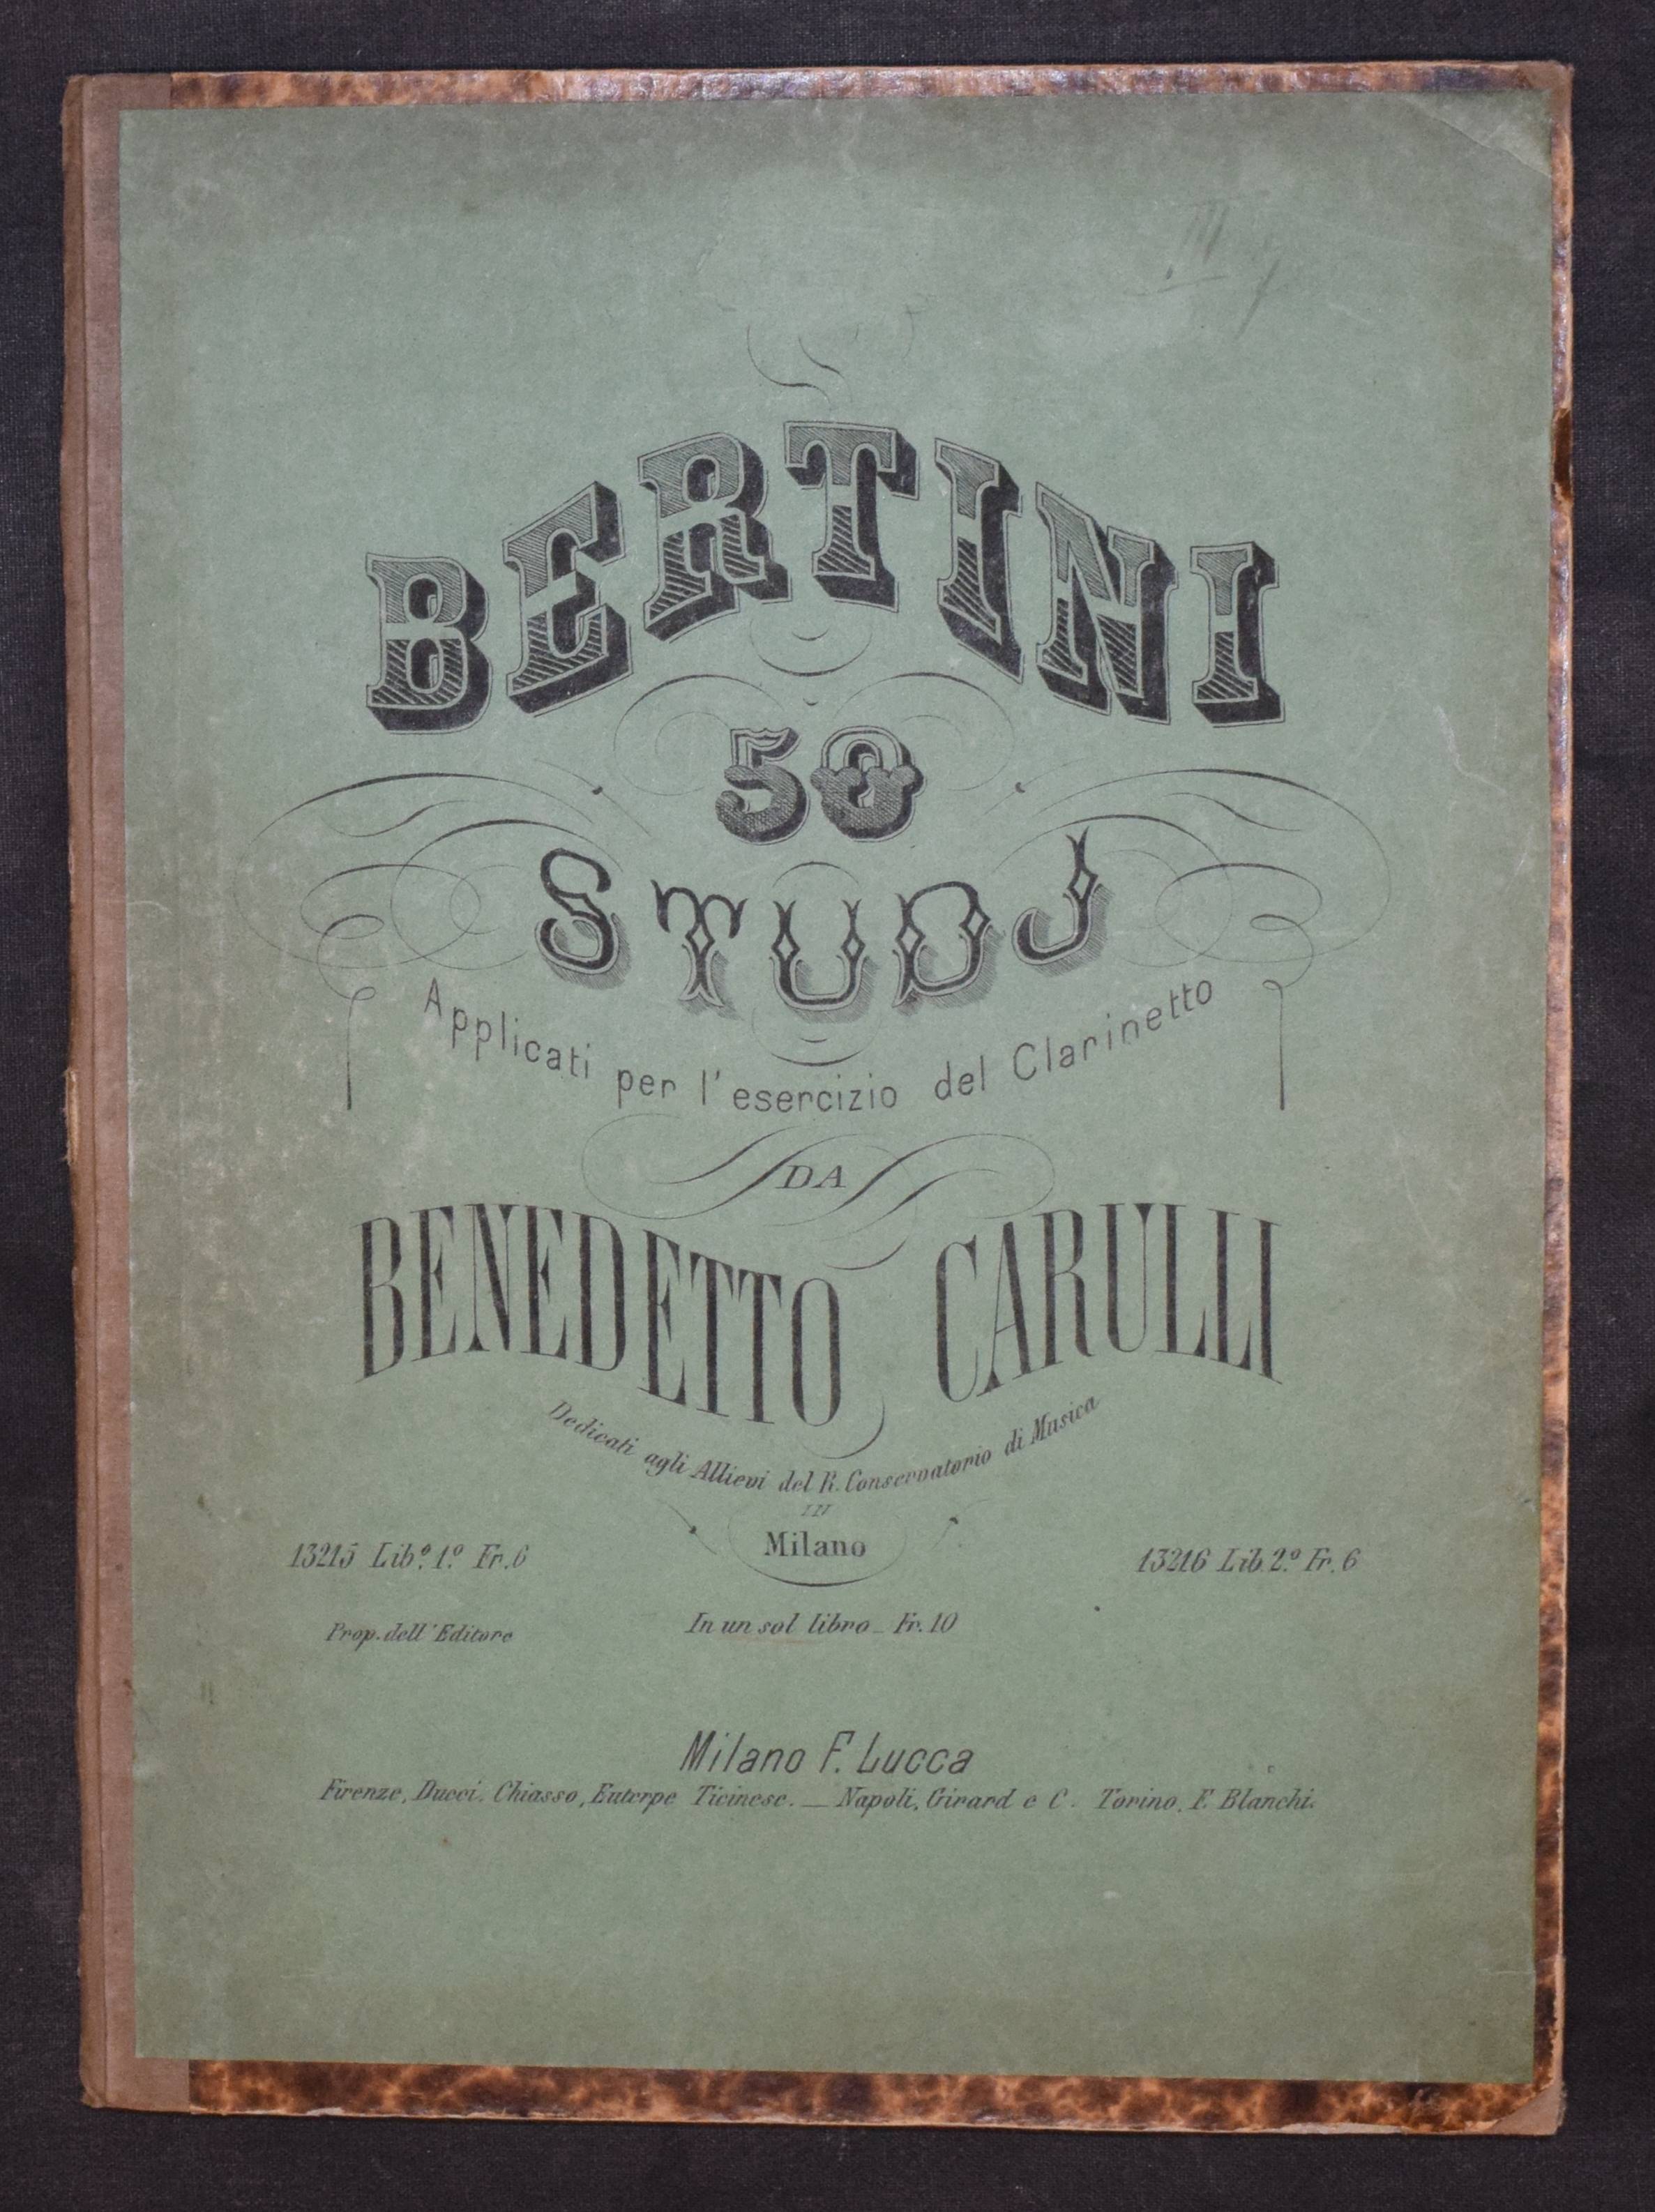 BERTINI
50
STUDJ
Applicati per l'esercizio del Clarinetto
DA
BENEDETTO CARULLI
Dedicati agli Allievi del R. Conservatorio di Musica
IN
Milano
13215 Lib.º 1.º Fr. 6
13216 Lib. 2.º Fr. 6
Prop. dell'Editore
In un sol libro _ Fr. 10
Milano F. Lucca
Firenze, Ducci. Chiasso, Euterpe Ticinese. _ Napoli, Girard e C. Torino, F. Blanchi.